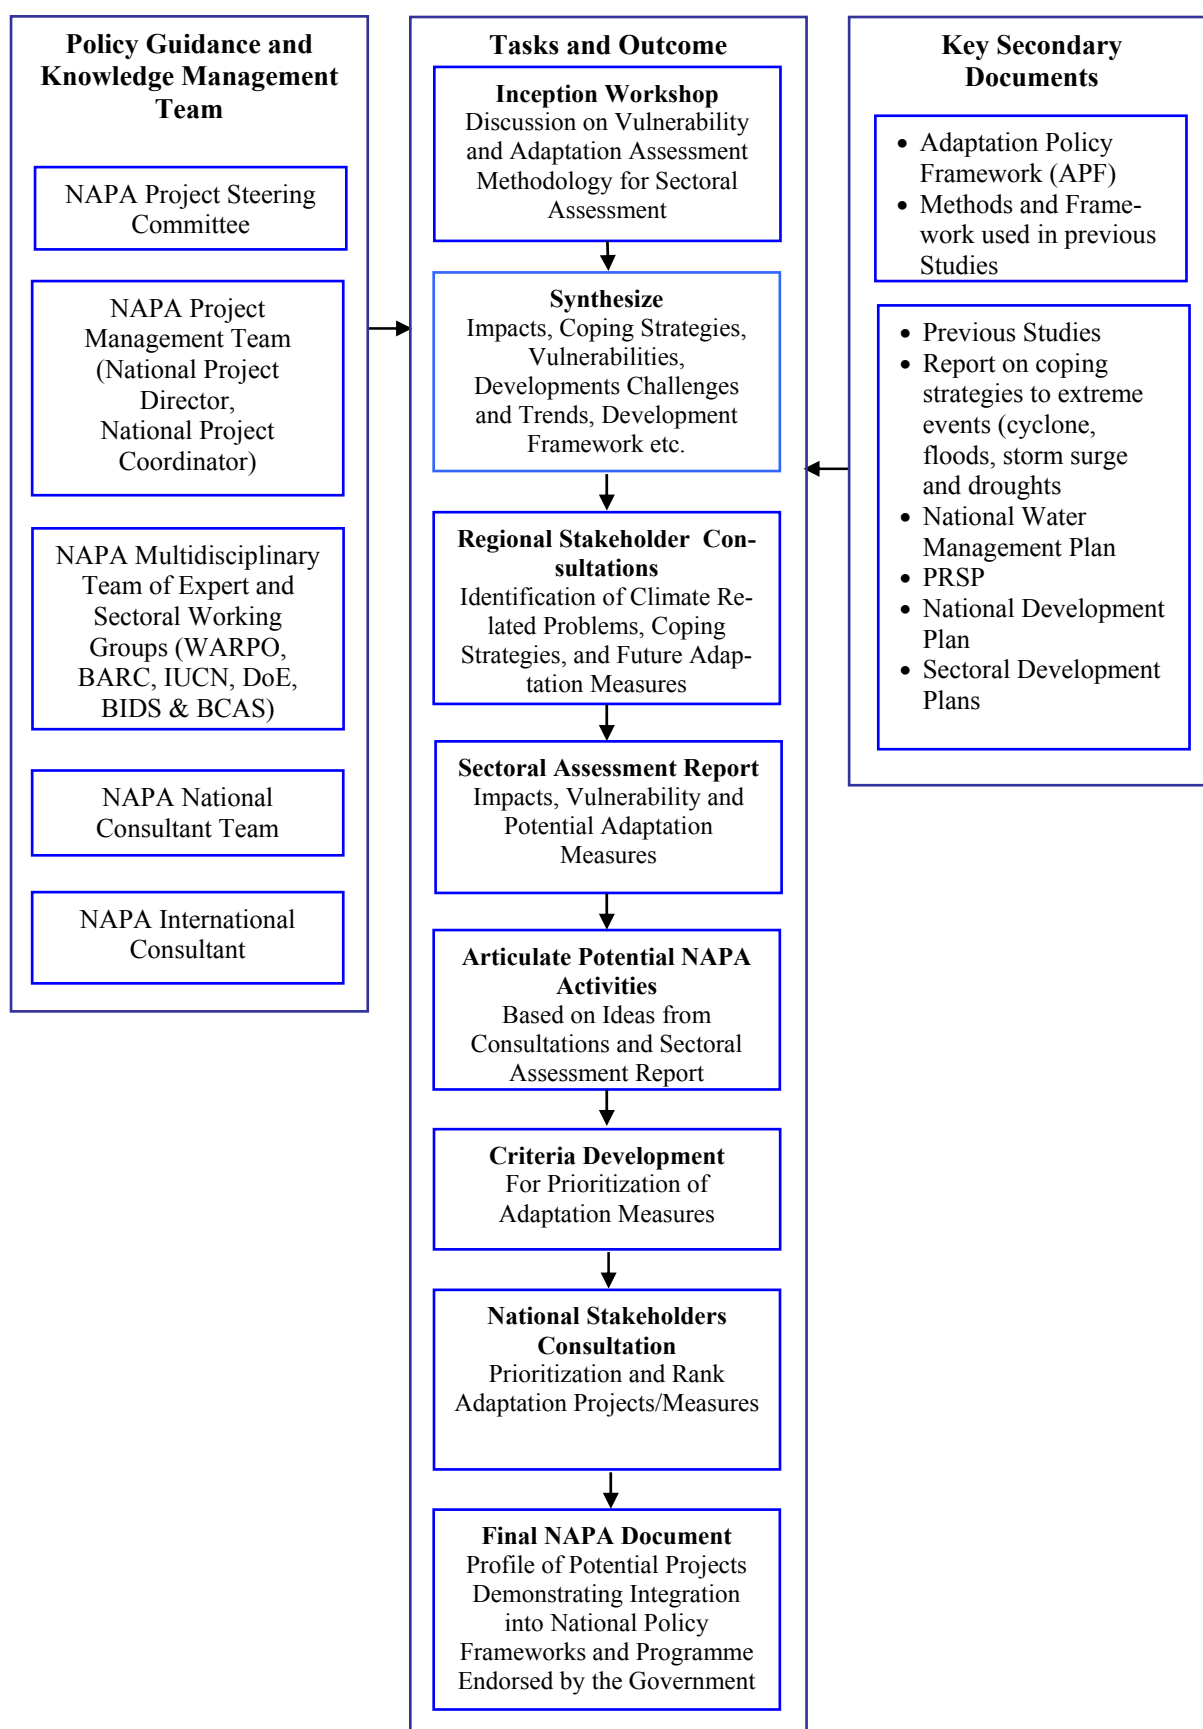 Policy Guidance and
Knowledge Management
Team
NAPA Project Steering
Committee
NAPA Project
Management Team
(National Project
Director,
National Project
Coordinator)
NAPA Multidisciplinary
Team of Expert and
Sectoral Working
Groups (WARPO,
BARC, IUCN, DoE,
BIDS & BCAS)
NAPA National
Consultant Team
NAPA International
Consultant
Tasks and Outcome
Inception Workshop
Discussion on Vulnerability
and Adaptation Assessment
Methodology for Sectoral
Assessment
Synthesize
Impacts, Coping Strategies,
Vulnerabilities,
Developments Challenges
and Trends, Development
Framework etc.
Regional Stakeholder Con-
sultations
Identification of Climate Re-
lated Problems, Coping
Strategies, and Future Adap-
tation Measures
Sectoral Assessment Report
Impacts, Vulnerability and
Potential Adaptation
Measures
Articulate Potential NAPA
Activities
Based on Ideas from
Consultations and Sectoral
Assessment Report
Criteria Development
For Prioritization of
Adaptation Measures
National Stakeholders
Consultation
Prioritization and Rank
Adaptation Projects/Measures
Final NAPA Document
Profile of Potential Projects
Demonstrating Integration
into National Policy
Frameworks and Programme
Endorsed by the Government
Key Secondary
Documents
• Adaptation Policy
Framework (APF)
• Methods and Frame-
work used in previous
Studies
• Previous Studies
• Report on coping
strategies to extreme
events (cyclone,
floods, storm surge
and droughts
• National Water
Management Plan
• PRSP
• National Development
Plan
• Sectoral Development
Plans